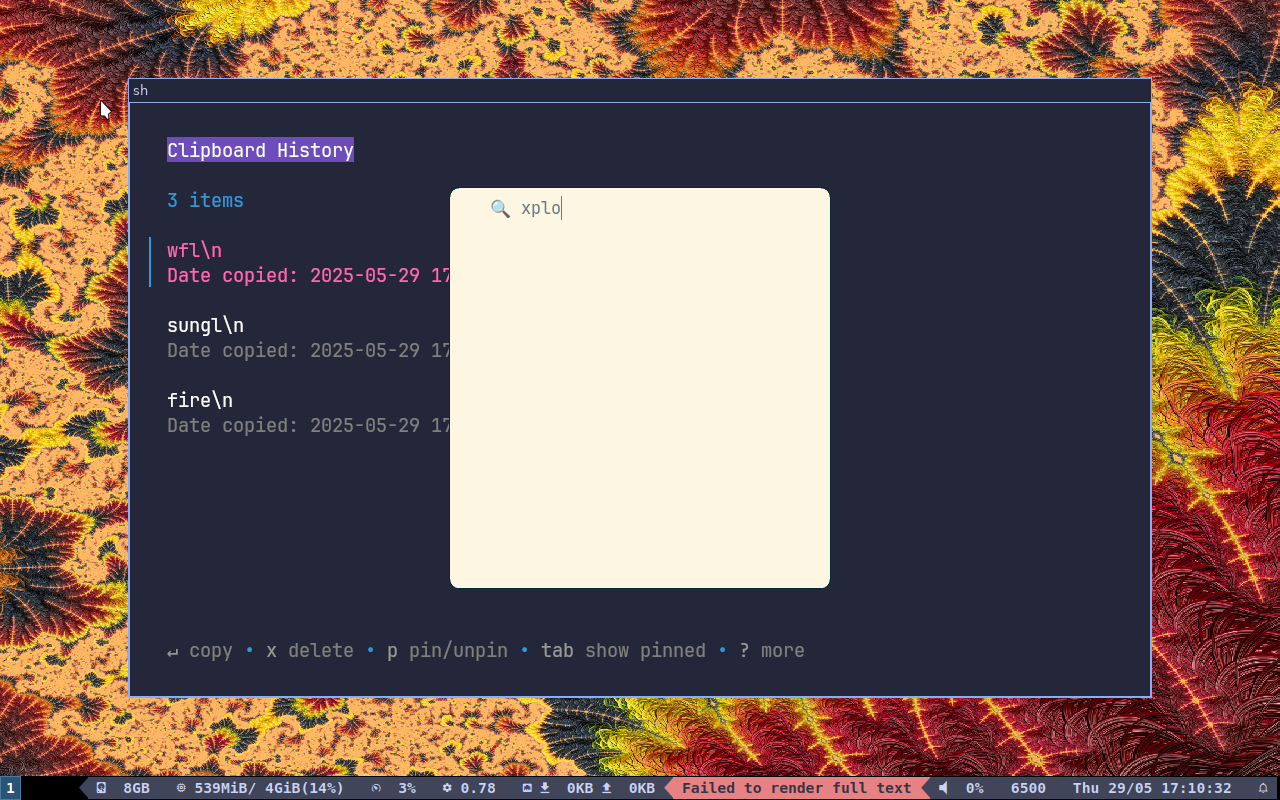 sh
Clipboard History
3 items
🔍 xplo
wfl\n
Date copied: 2025-05-29 17
sungl\n
Date copied: 2025-05-29 17
fire\n
Date copied: 2025-05-29 17
↵ copy • x delete • p pin/unpin • tab show pinned • ? more
1 8GB 539MiB/ 4GiB(14%) 3% 0.78 0KB 0KB Failed to render full text 0% 6500 Thu 29/05 17:10:32